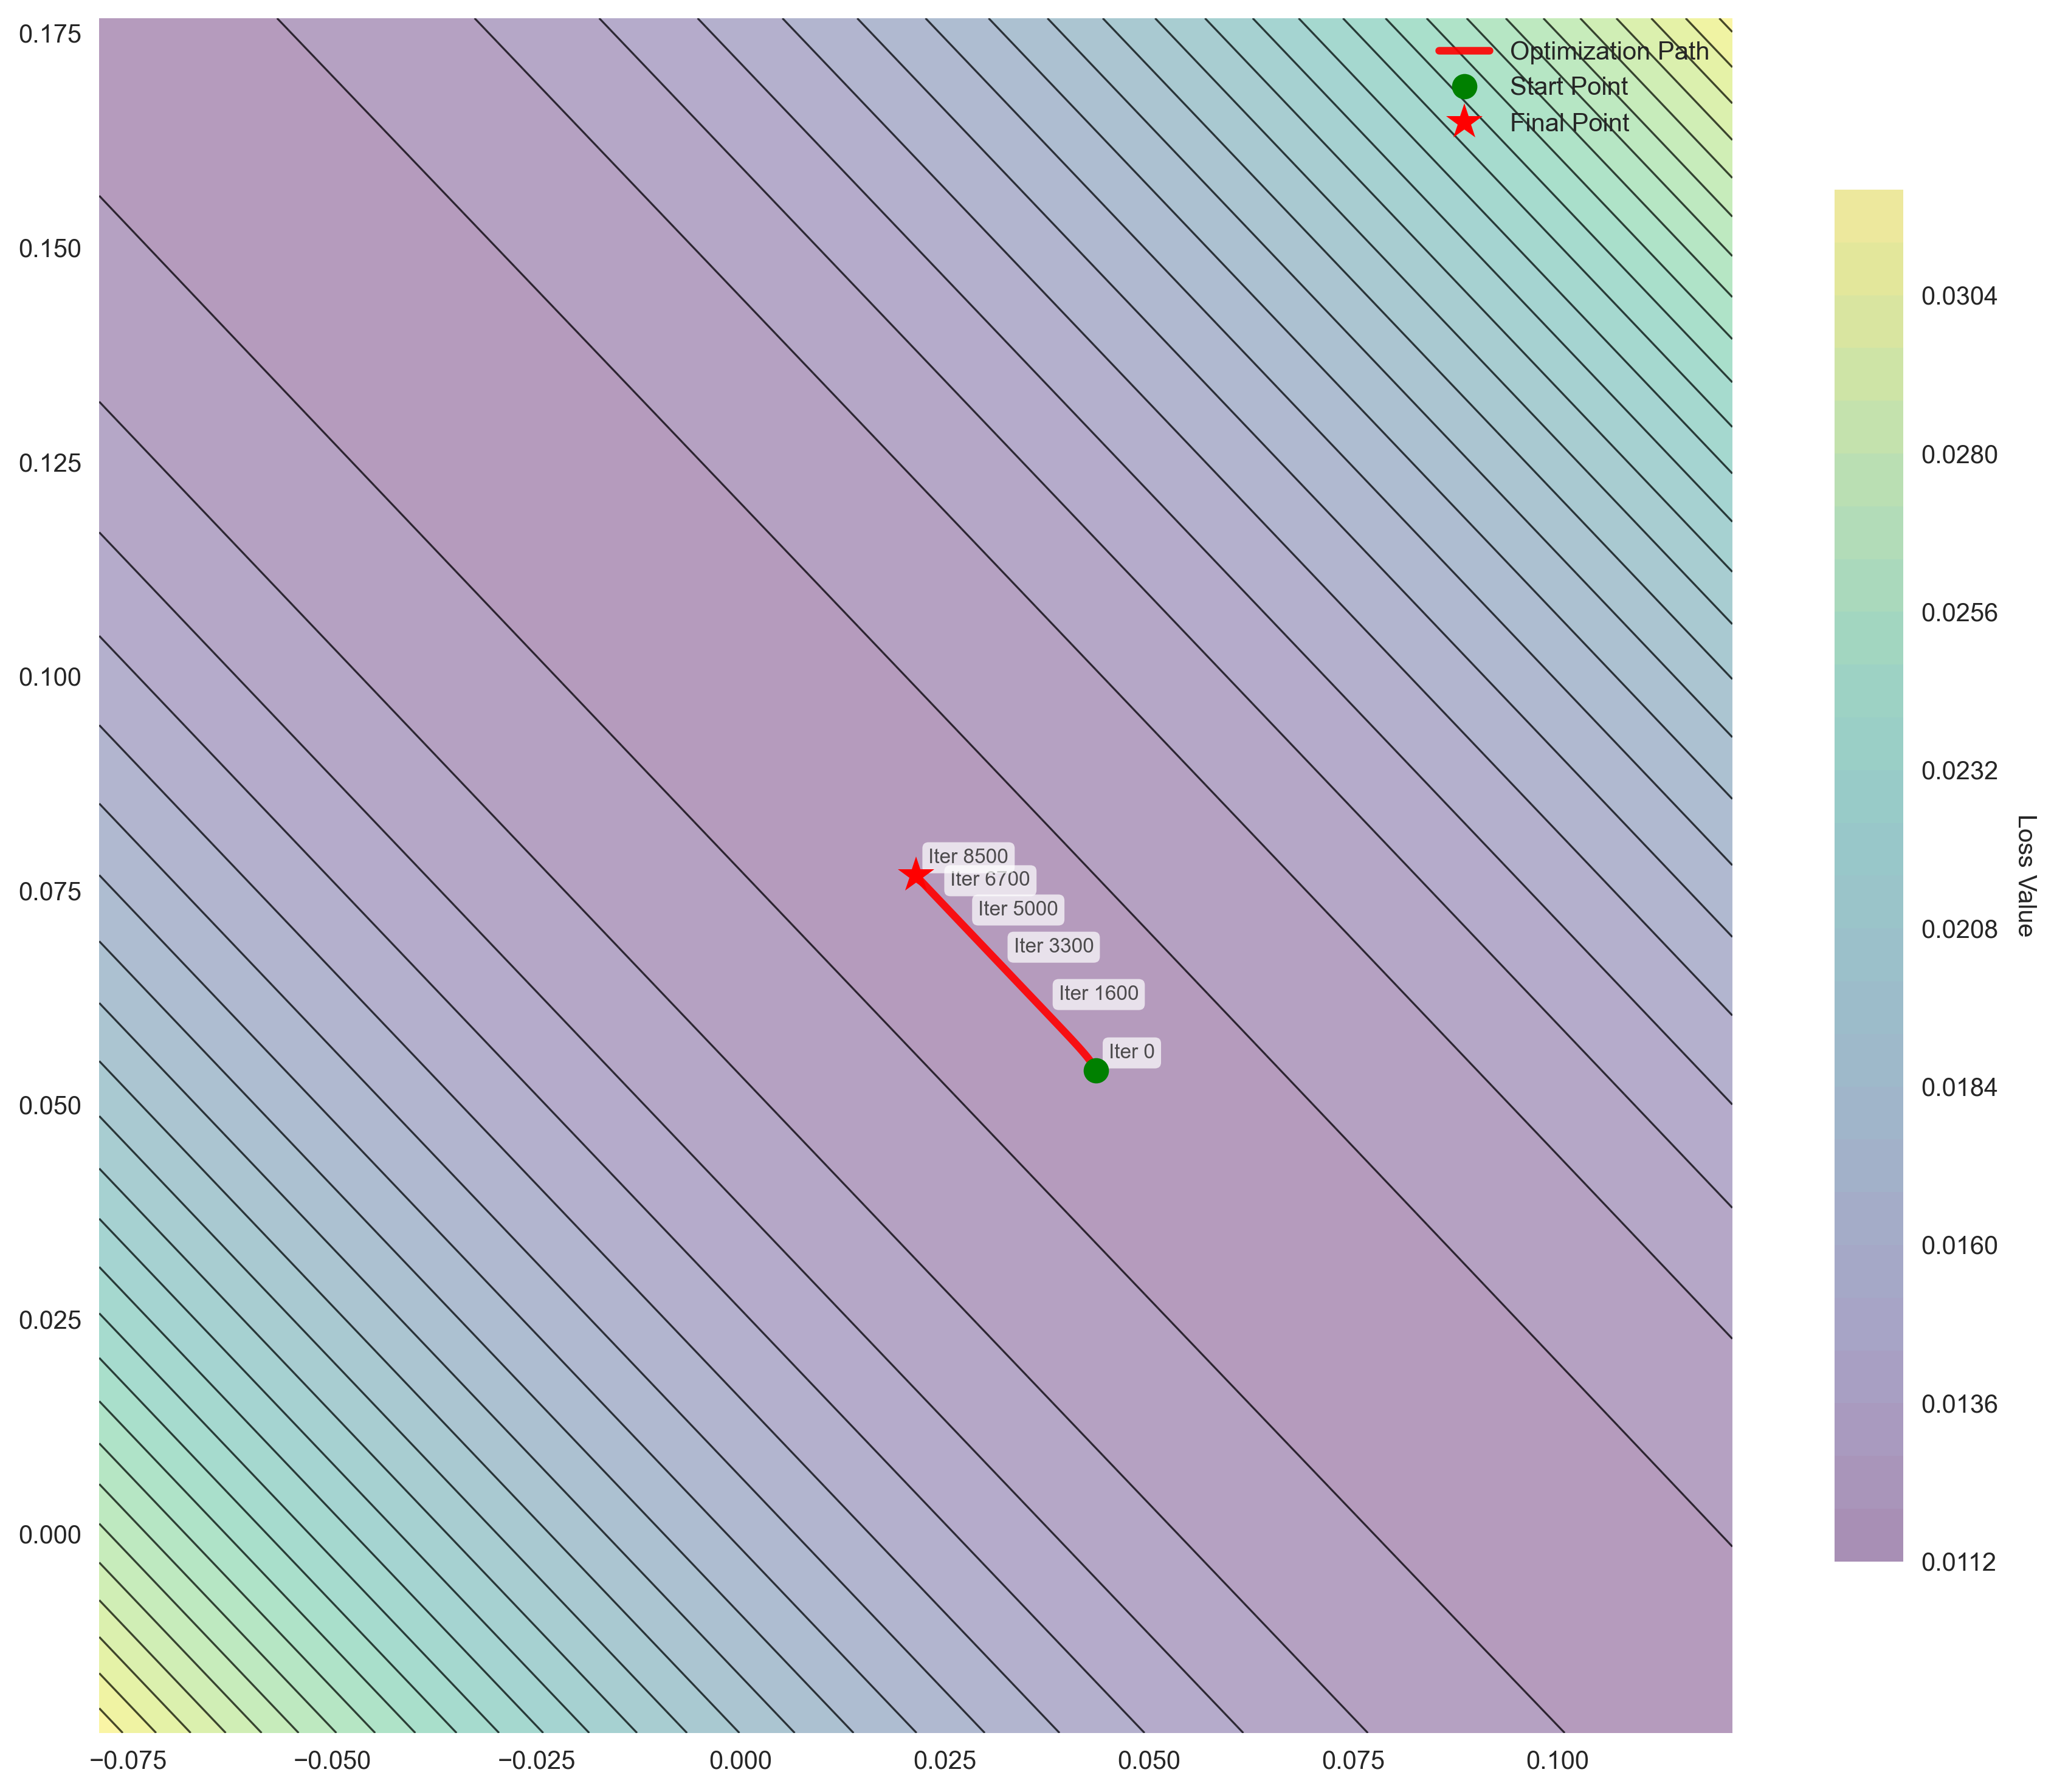 0.175
0.150
0.125
0.100
0.075
0.050
0.025
0.000
−0.075
−0.050
−0.025
0.000
0.025
0.050
0.075
0.100
Optimization Path
Start Point
Final Point
Iter 8500
Iter 6700
Iter 5000
Iter 3300
Iter 1600
Iter 0
0.0304
0.0280
0.0256
0.0232
0.0208
0.0184
0.0160
0.0136
0.0112
Loss Value